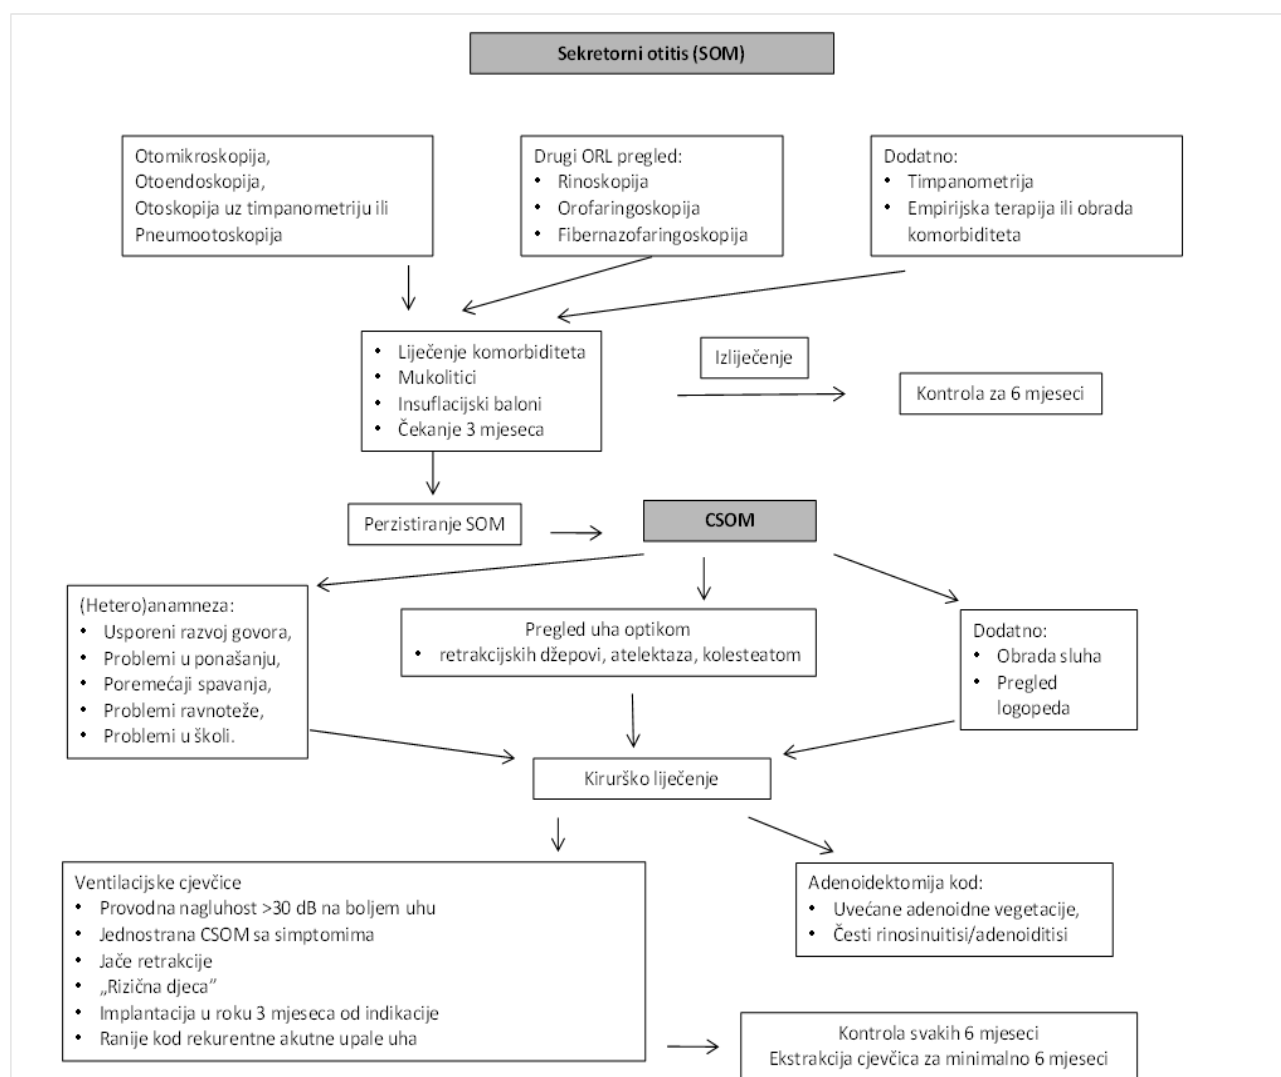 Sekretorni otitis (SOM)
Otomikroskopija,
Otoendoskopija,
Otoskopija uz timpanometriju ili
Pneumootoskopija
Drugi ORL pregled:
• Rinoskopija
• Orofaringoskopija
• Fibernazofaringoskopija
Dodatno:
• Timpanometrija
• Empirijska terapija ili obrada
komorbiditeta
• Liječenje komorbiditeta
• Mukolitici
• Insuflacijski baloni
• Čekanje 3 mjeseca
Izliječenje
Kontrola za 6 mjeseci
Perzistiranje SOM
CSOM
(Hetero)anamneza:
• Usporeni razvoj govora,
• Problemi u ponašanju,
• Poremećaji spavanja,
• Problemi ravnoteže,
• Problemi u školi.
Pregled uha optikom
• retrakcijskih džepovi, atelektaza, kolesteatom
Dodatno:
• Obrada sluha
• Pregled
logopeda
Kirurško liječenje
Ventilacijske cjevčice
• Provodna nagluhost >30 dB na boljem uhu
• Jednostrana CSOM sa simptomima
• Jače retrakcije
• „Rizična djeca”
• Implantacija u roku 3 mjeseca od indikacije
• Ranije kod rekurentne akutne upale uha
Adenoidektomija kod:
• Uvećane adenoidne vegetacije,
• Česti rinosinuitisi/adenoiditisi
Kontrola svakih 6 mjeseci
Ekstrakcija cjevčica za minimalno 6 mjeseci